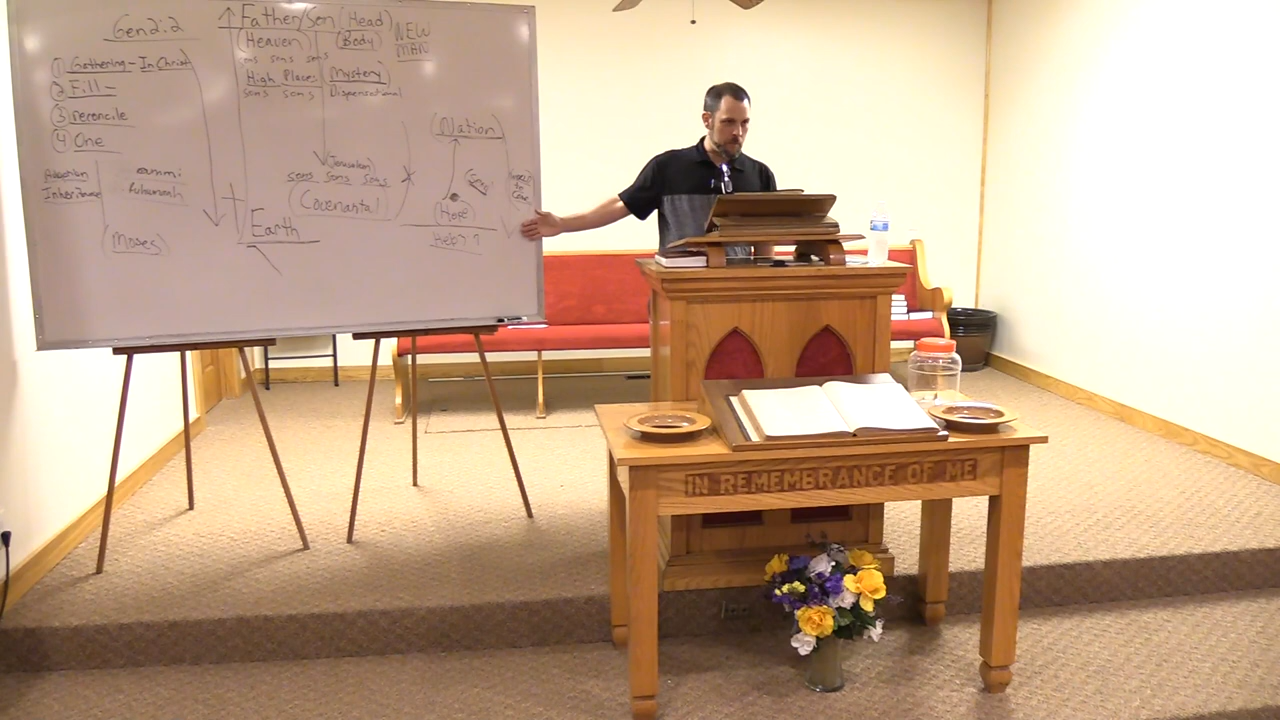 Gen 2:2
① Gathering - In Christ
② Fill -
③ reconcile
④ One
Adoption
Inheritance
(Moses)
Father/Son (Head)
(Heaven) (Body)
sons sons sons
High Places
sons sons
Mystery
Dispensational
NEW
MAN
(Jerusalem)
sons sons sons
(Covenantal
Earth
(Nation)
(Hope)
Help??
IN REMEMBRANCE OF ME